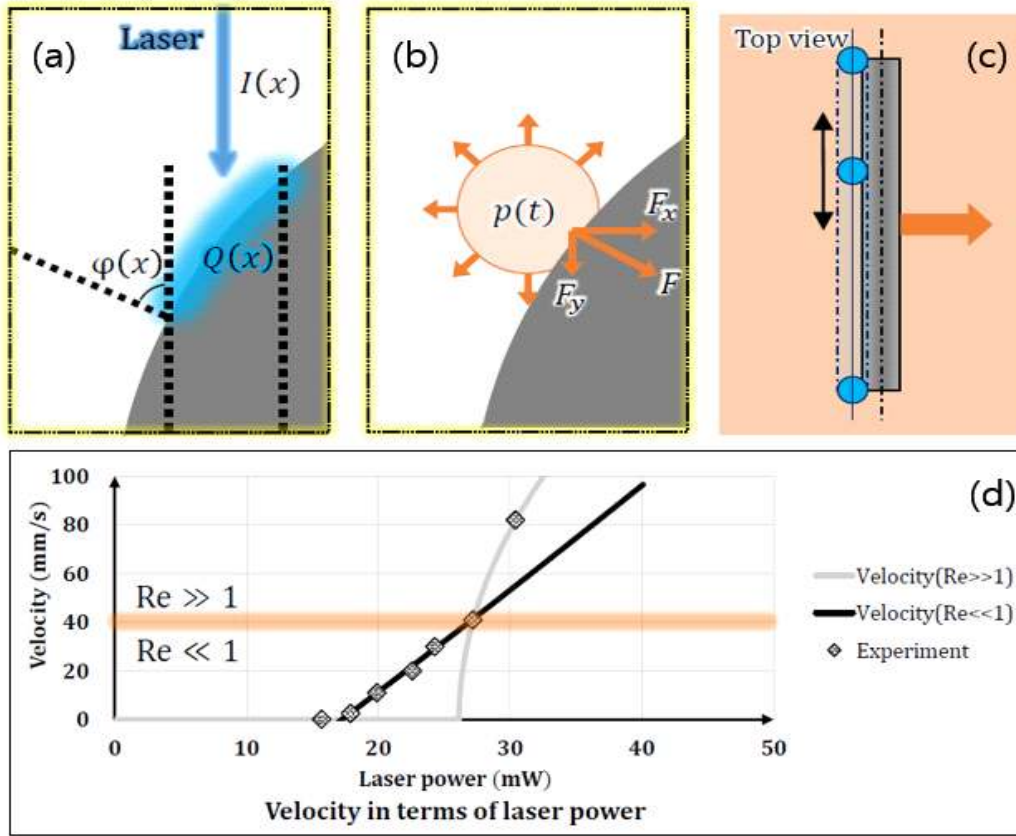 (a)
Laser
I(x)
φ(x)
Q(x)
(b)
p(t)
F_x
F_y
F
Top view
(c)
(d)
Velocity (mm/s)
100
80
60
40
20
0
Re ≫ 1
Re ≪ 1
0 10 20 30 40 50
Laser power (mW)
Velocity in terms of laser power
Velocity(Re>>1)
Velocity(Re<<1)
Experiment